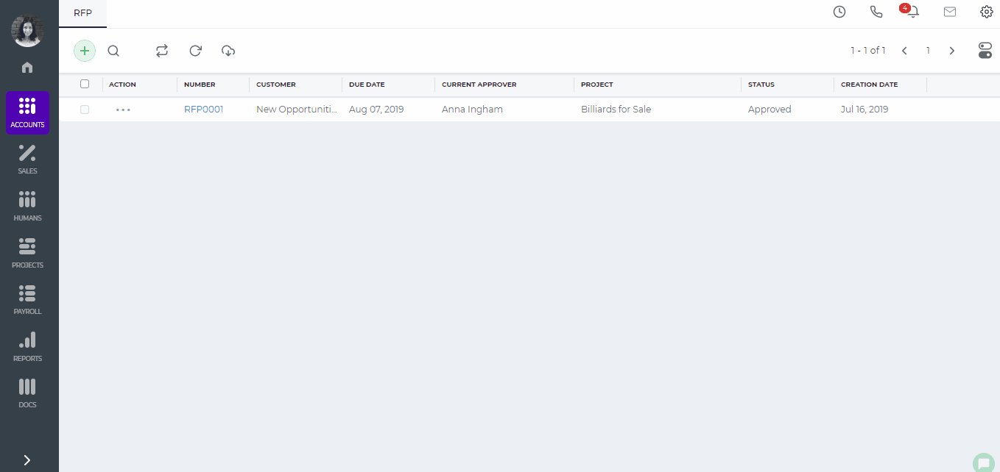 RFP
4
1 - 1 of 1
1
ACTION NUMBER CUSTOMER DUE DATE CURRENT APPROVER PROJECT STATUS CREATION DATE
RFP0001 New Opportuniti... Aug 07, 2019 Anna Ingham Billiards for Sale Approved Jul 16, 2019
ACCOUNTS
SALES
HUMANS
PROJECTS
PAYROLL
REPORTS
DOCS